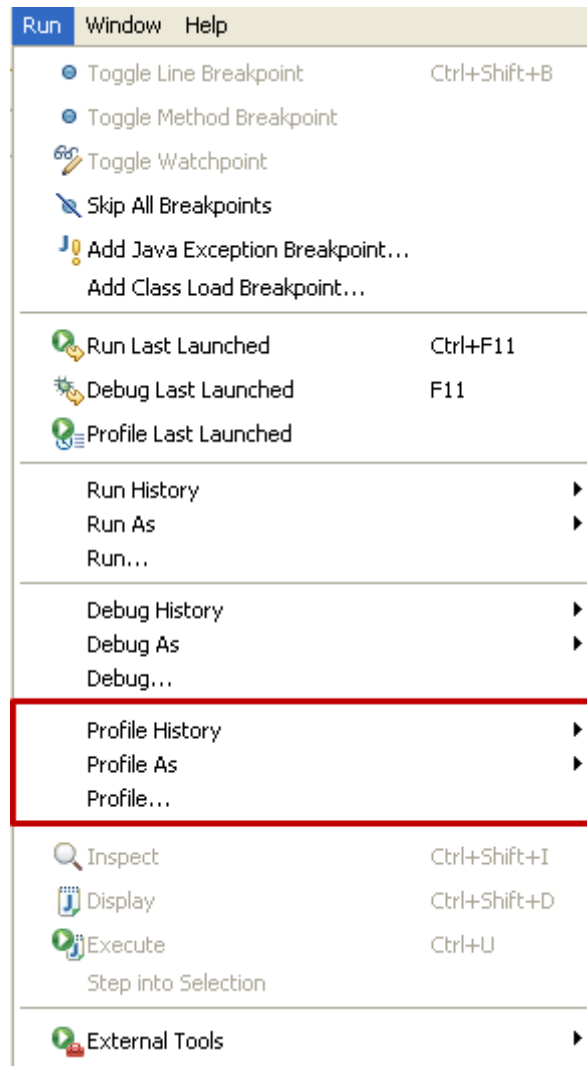 Run Window Help
Toggle Line Breakpoint Ctrl+Shift+B
Toggle Method Breakpoint
Toggle Watchpoint
Skip All Breakpoints
Add Java Exception Breakpoint...
Add Class Load Breakpoint...
Run Last Launched Ctrl+F11
Debug Last Launched F11
Profile Last Launched
Run History
Run As
Run...
Debug History
Debug As
Debug...
Profile History
Profile As
Profile...
Inspect Ctrl+Shift+I
Display Ctrl+Shift+D
Execute Ctrl+U
Step into Selection
External Tools